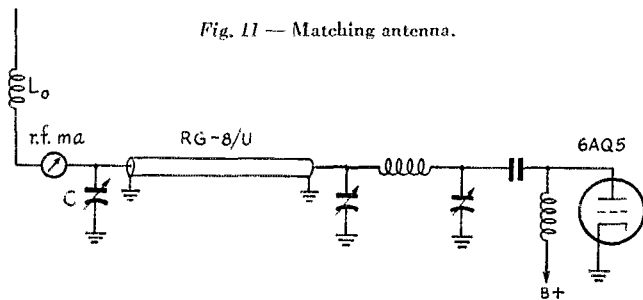 Fig. 11 — Matching antenna.
Lo
r.f. ma
RG-8/U
6AQ5
C
B+